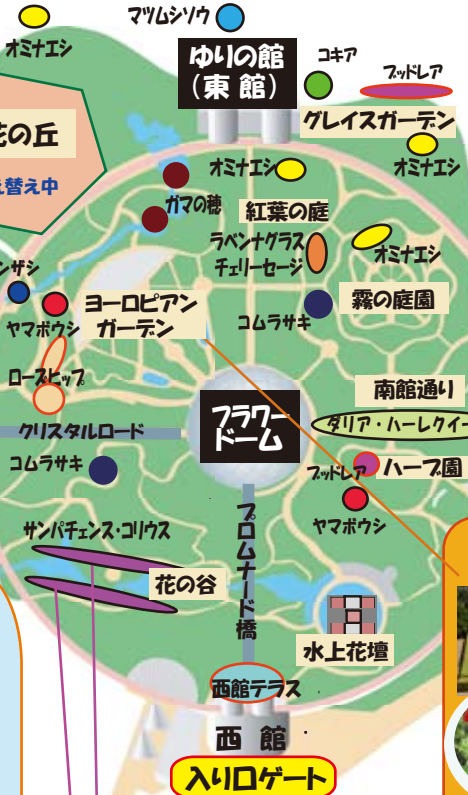 マツムシソウ
オミナエシ
ゆりの館
(東 館)
コキア
ブッドレア
グレイスガーデン
花の丘
え替え中
オミナエシ
オミナエシ
ガマの穂
紅葉の庭
ラベンナグラス
チェリーセージ
オミナエシ
ンザシ
ヤマボウシ
ヨーロピアン
ガーデン
コムラサキ
霧の庭園
ローズヒップ
南館通り
フラワー
ドーム
ダリア・ハーレクイー
クリスタルロード
コムラサキ
ブッドレア
ハーブ園
ヤマボウシ
サンパチェンス・コリウス
プロムナード橋
花の谷
水上花壇
西館テラス
西 館
入り口ゲート